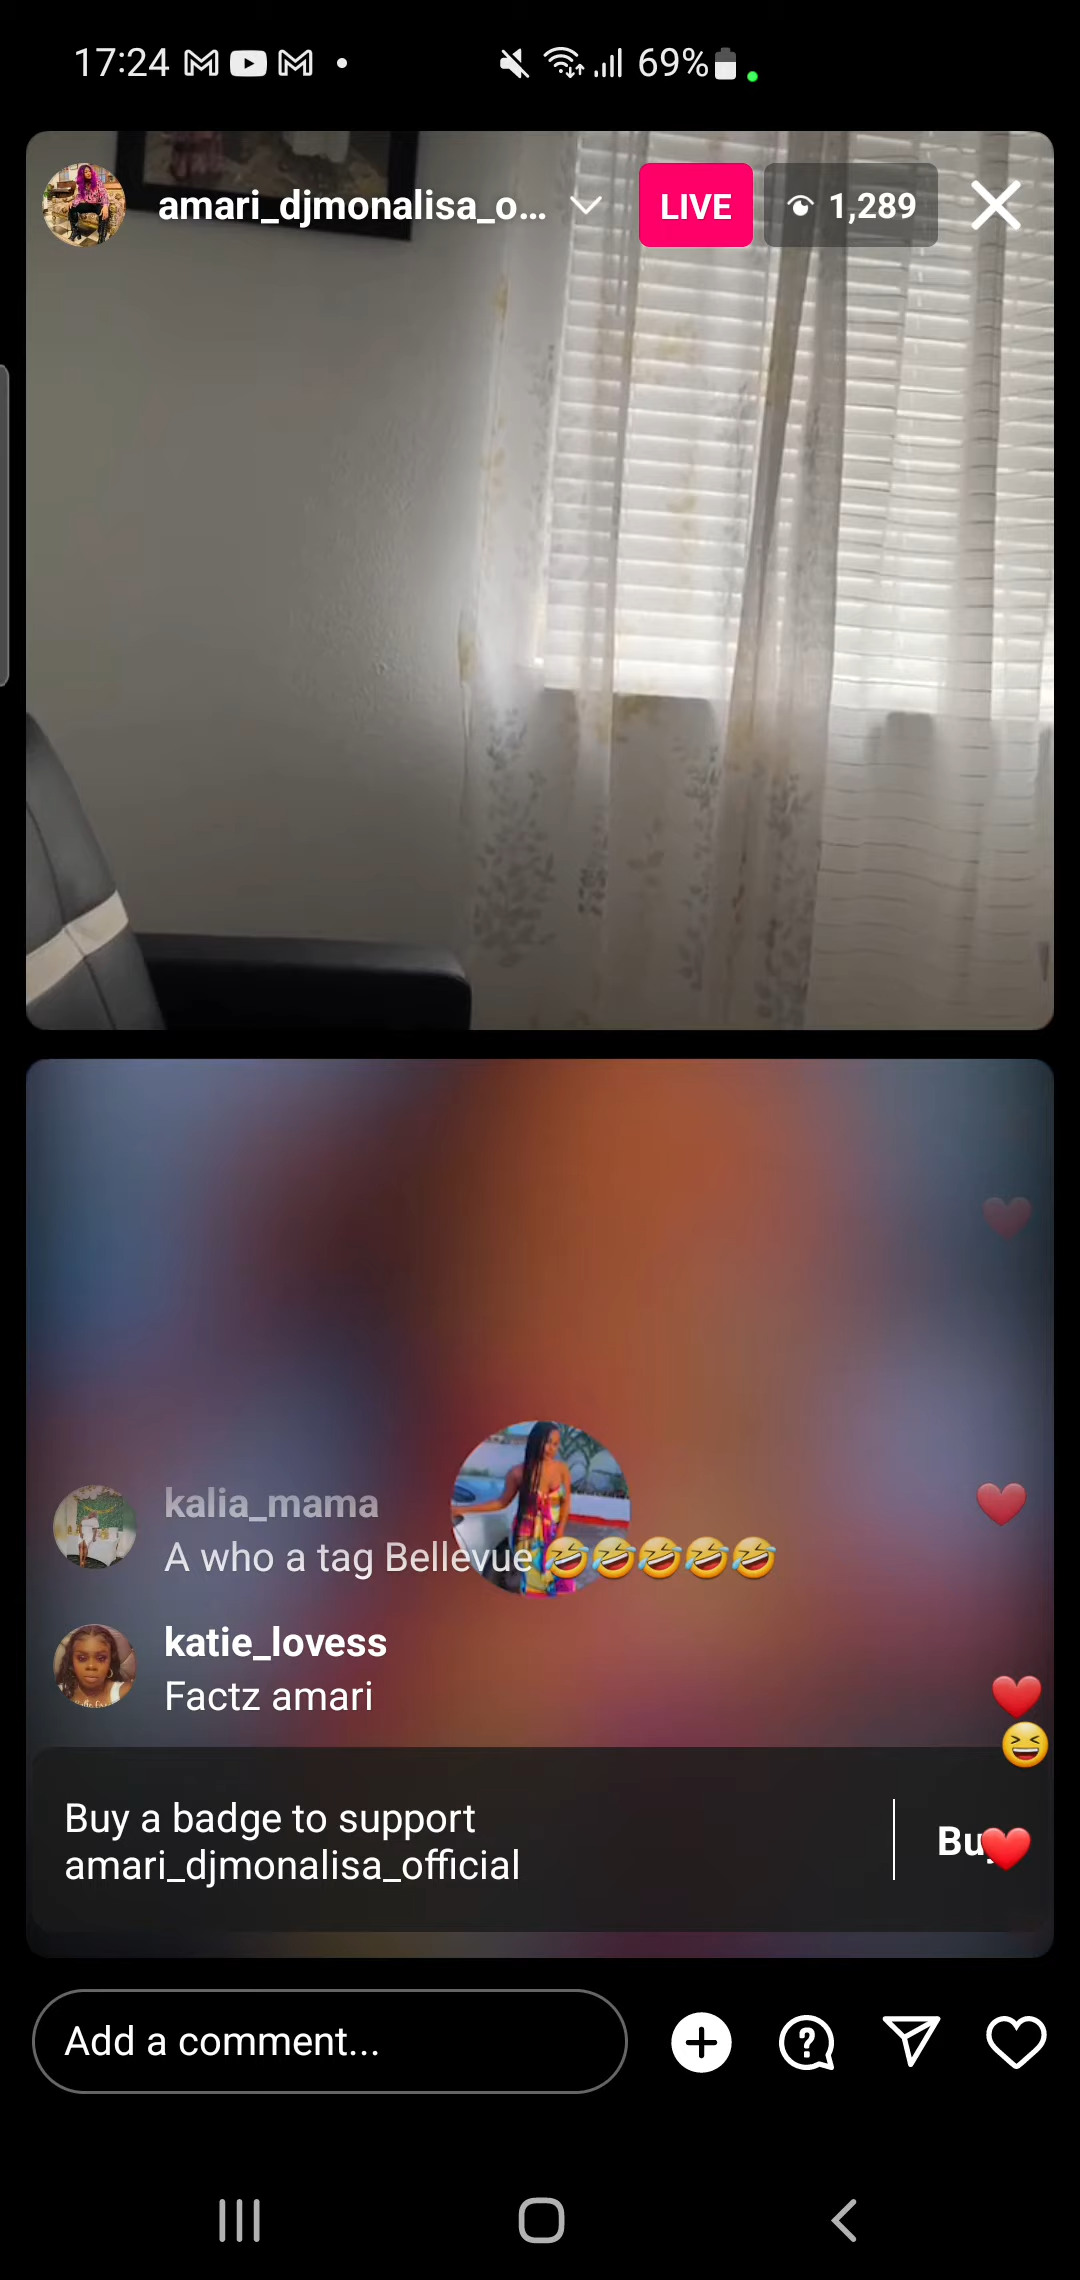 17:24
69%
amari_djmonalisa_o...
LIVE
1,289
kalia_mama
A who a tag Bellevue🤣🤣🤣🤣🤣
katie_lovess
Factz amari
Buy a badge to support
amari_djmonalisa_official
Add a comment...